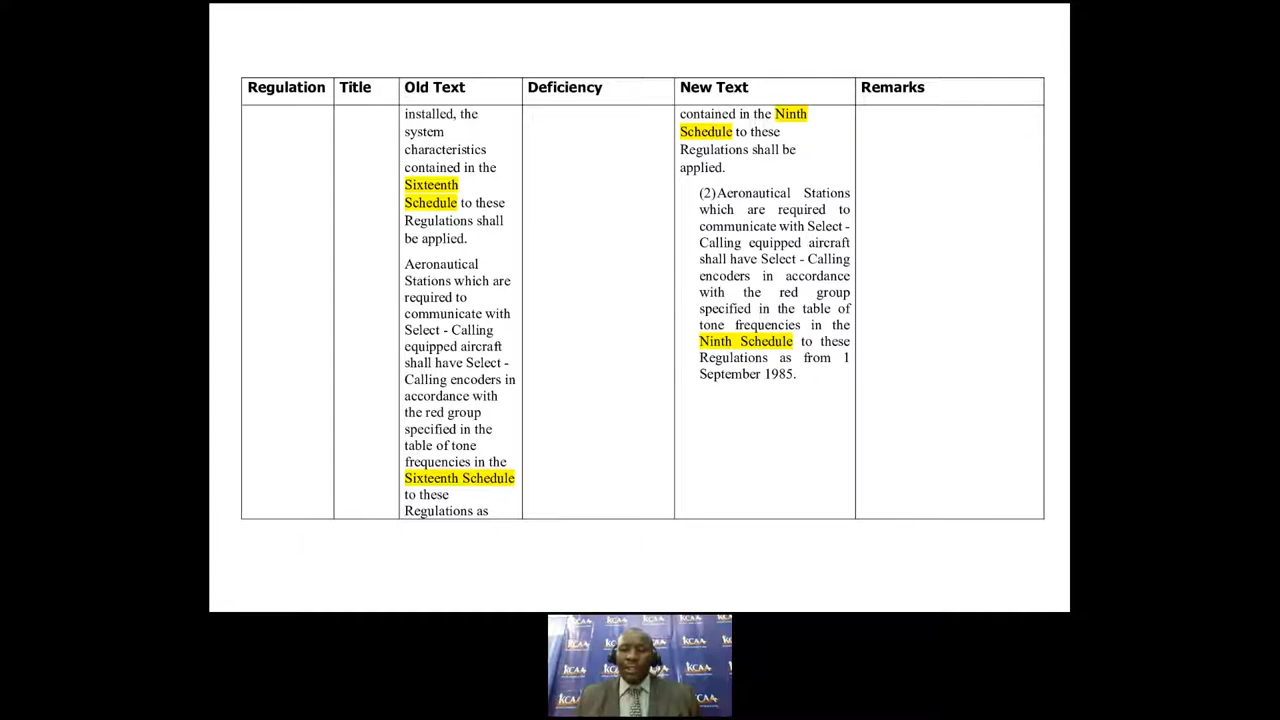 Regulation Title Old Text Deficiency New Text Remarks
installed, the
system
characteristics
contained in the
Sixteenth
Schedule to these
Regulations shall
be applied.
Aeronautical
Stations which are
required to
communicate with
Select - Calling
equipped aircraft
shall have Select -
Calling encoders in
accordance with
the red group
specified in the
table of tone
frequencies in the
Sixteenth Schedule
to these
Regulations as
contained in the Ninth
Schedule to these
Regulations shall be
applied.
(2)Aeronautical Stations
which are required to
communicate with Select -
Calling equipped aircraft
shall have Select - Calling
encoders in accordance
with the red group
specified in the table of
tone frequencies in the
Ninth Schedule to these
Regulations as from 1
September 1985.
KCAA
KCAA
KCAA
KCAA